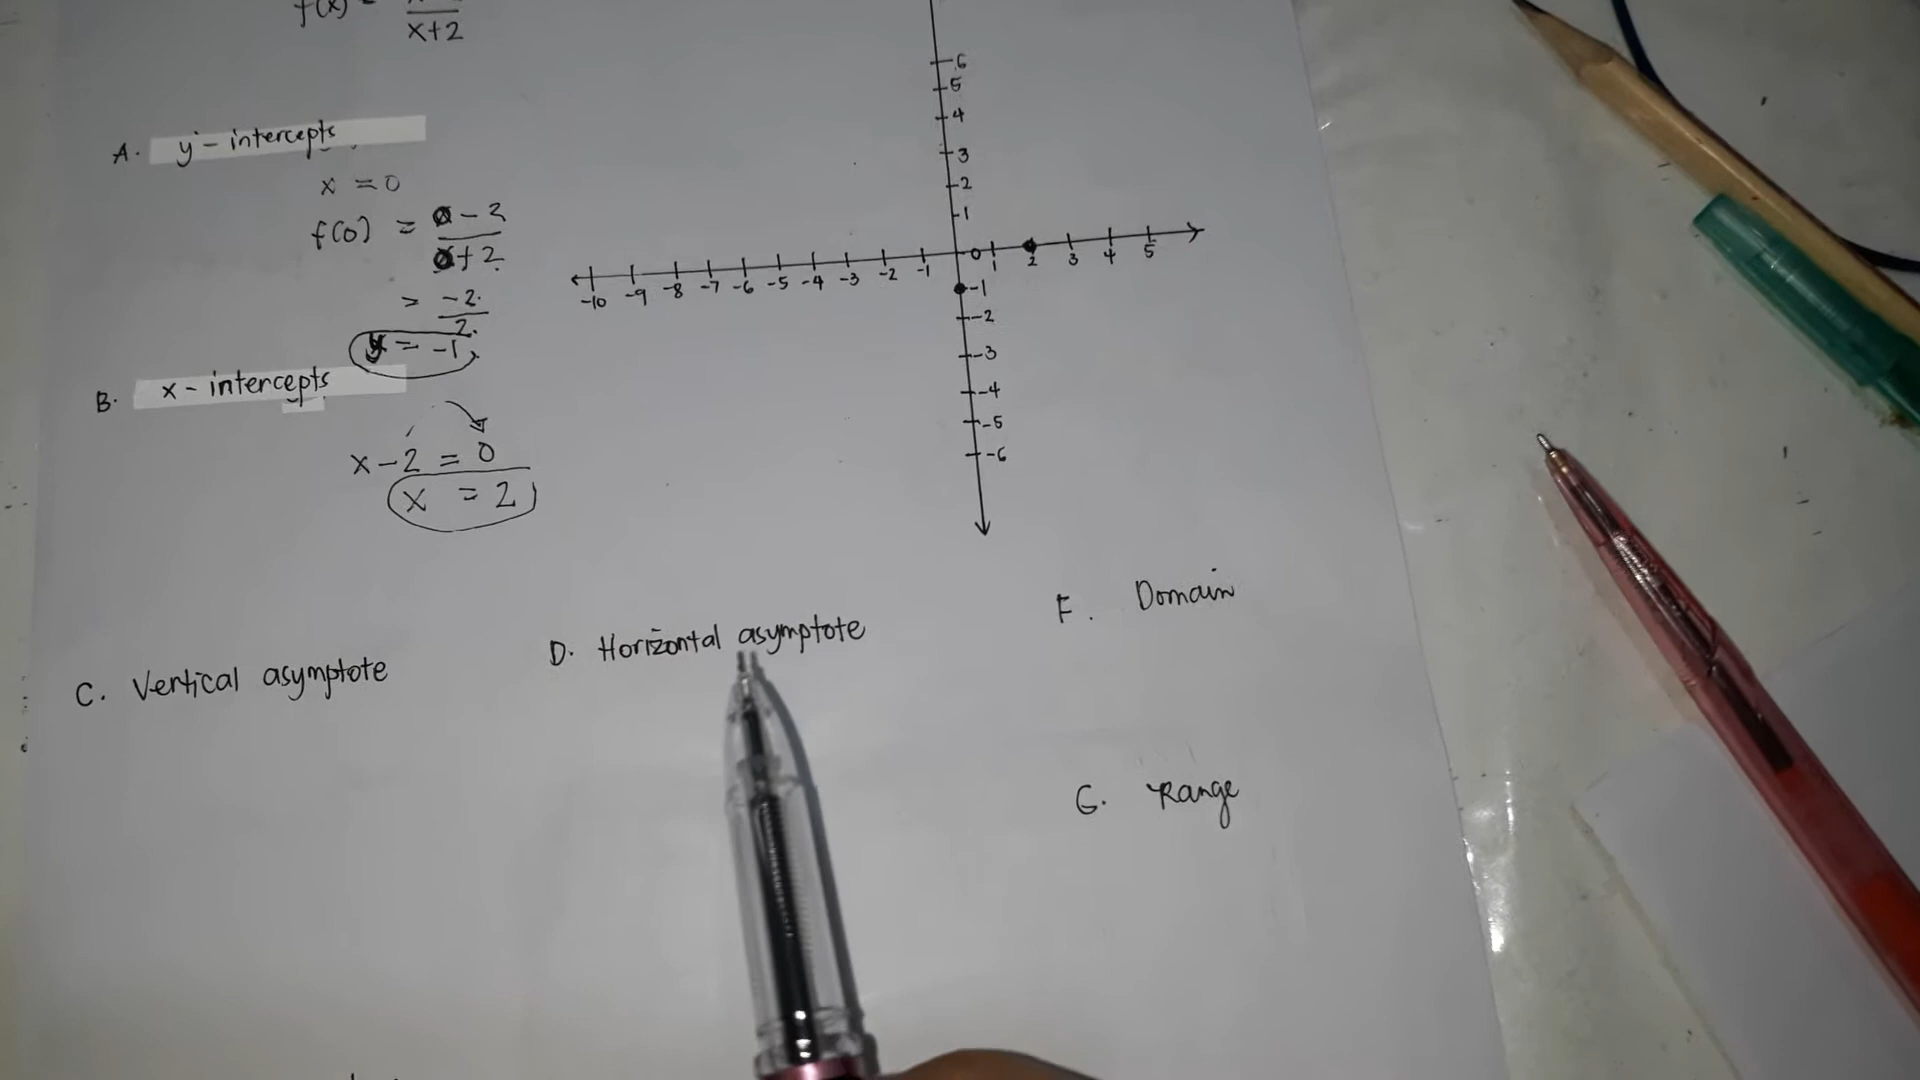 f(x) =
x+2
A. y - intercepts
x = 0
f(0) = 0 - 2
0 + 2
= -2
2
y = -1
B. x - intercepts
x - 2 = 0
x = 2
6
5
4
3
2
1
-10 -9 -8 -7 -6 -5 -4 -3 -2 -1 0 1 2 3 4 5
-1
-2
-3
-4
-5
-6
C. Vertical asymptote
D. Horizontal asymptote
F. Domain
G. Range